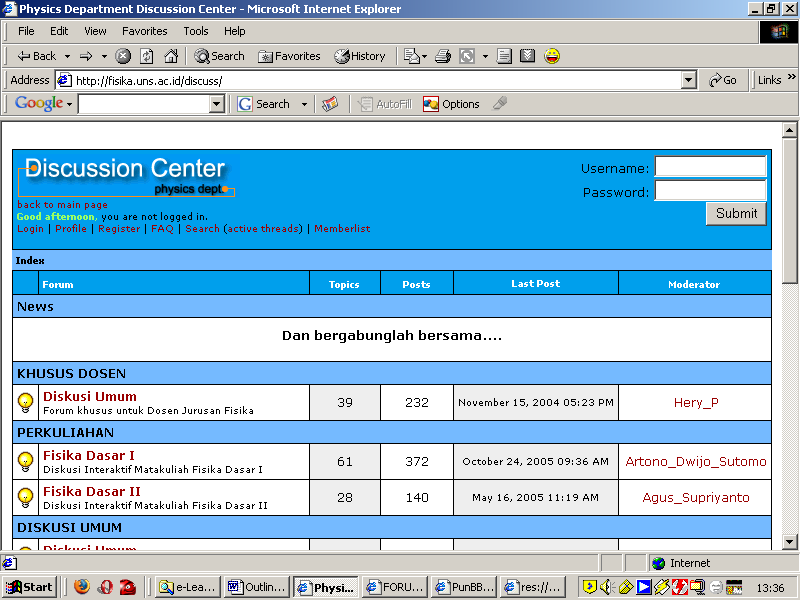 Physics Department Discussion Center - Microsoft Internet Explorer
File Edit View Favorites Tools Help
Back Search Favorites History
Address http://fisika.uns.ac.id/discuss/ Go Links »
Google Search AutoFill Options
Discussion Center
physics dept.
Username:
Password:
Submit
back to main page
Good afternoon, you are not logged in.
Login | Profile | Register | FAQ | Search (active threads) | Memberlist
Index
Forum Topics Posts Last Post Moderator
News
Dan bergabunglah bersama....
KHUSUS DOSEN
Diskusi Umum
Forum khusus untuk Dosen Jurusan Fisika
39 232 November 15, 2004 05:23 PM Hery_P
PERKULIAHAN
Fisika Dasar I
Diskusi Interaktif Matakuliah Fisika Dasar I
61 372 October 24, 2005 09:36 AM Artono_Dwijo_Sutomo
Fisika Dasar II
Diskusi Interaktif Matakuliah Fisika Dasar II
28 140 May 16, 2005 11:19 AM Agus_Supriyanto
DISKUSI UMUM
Diskusi Umum
Internet
Start e-Lea... Outlin... Physi... FORU... PunBB... res://... 13:36